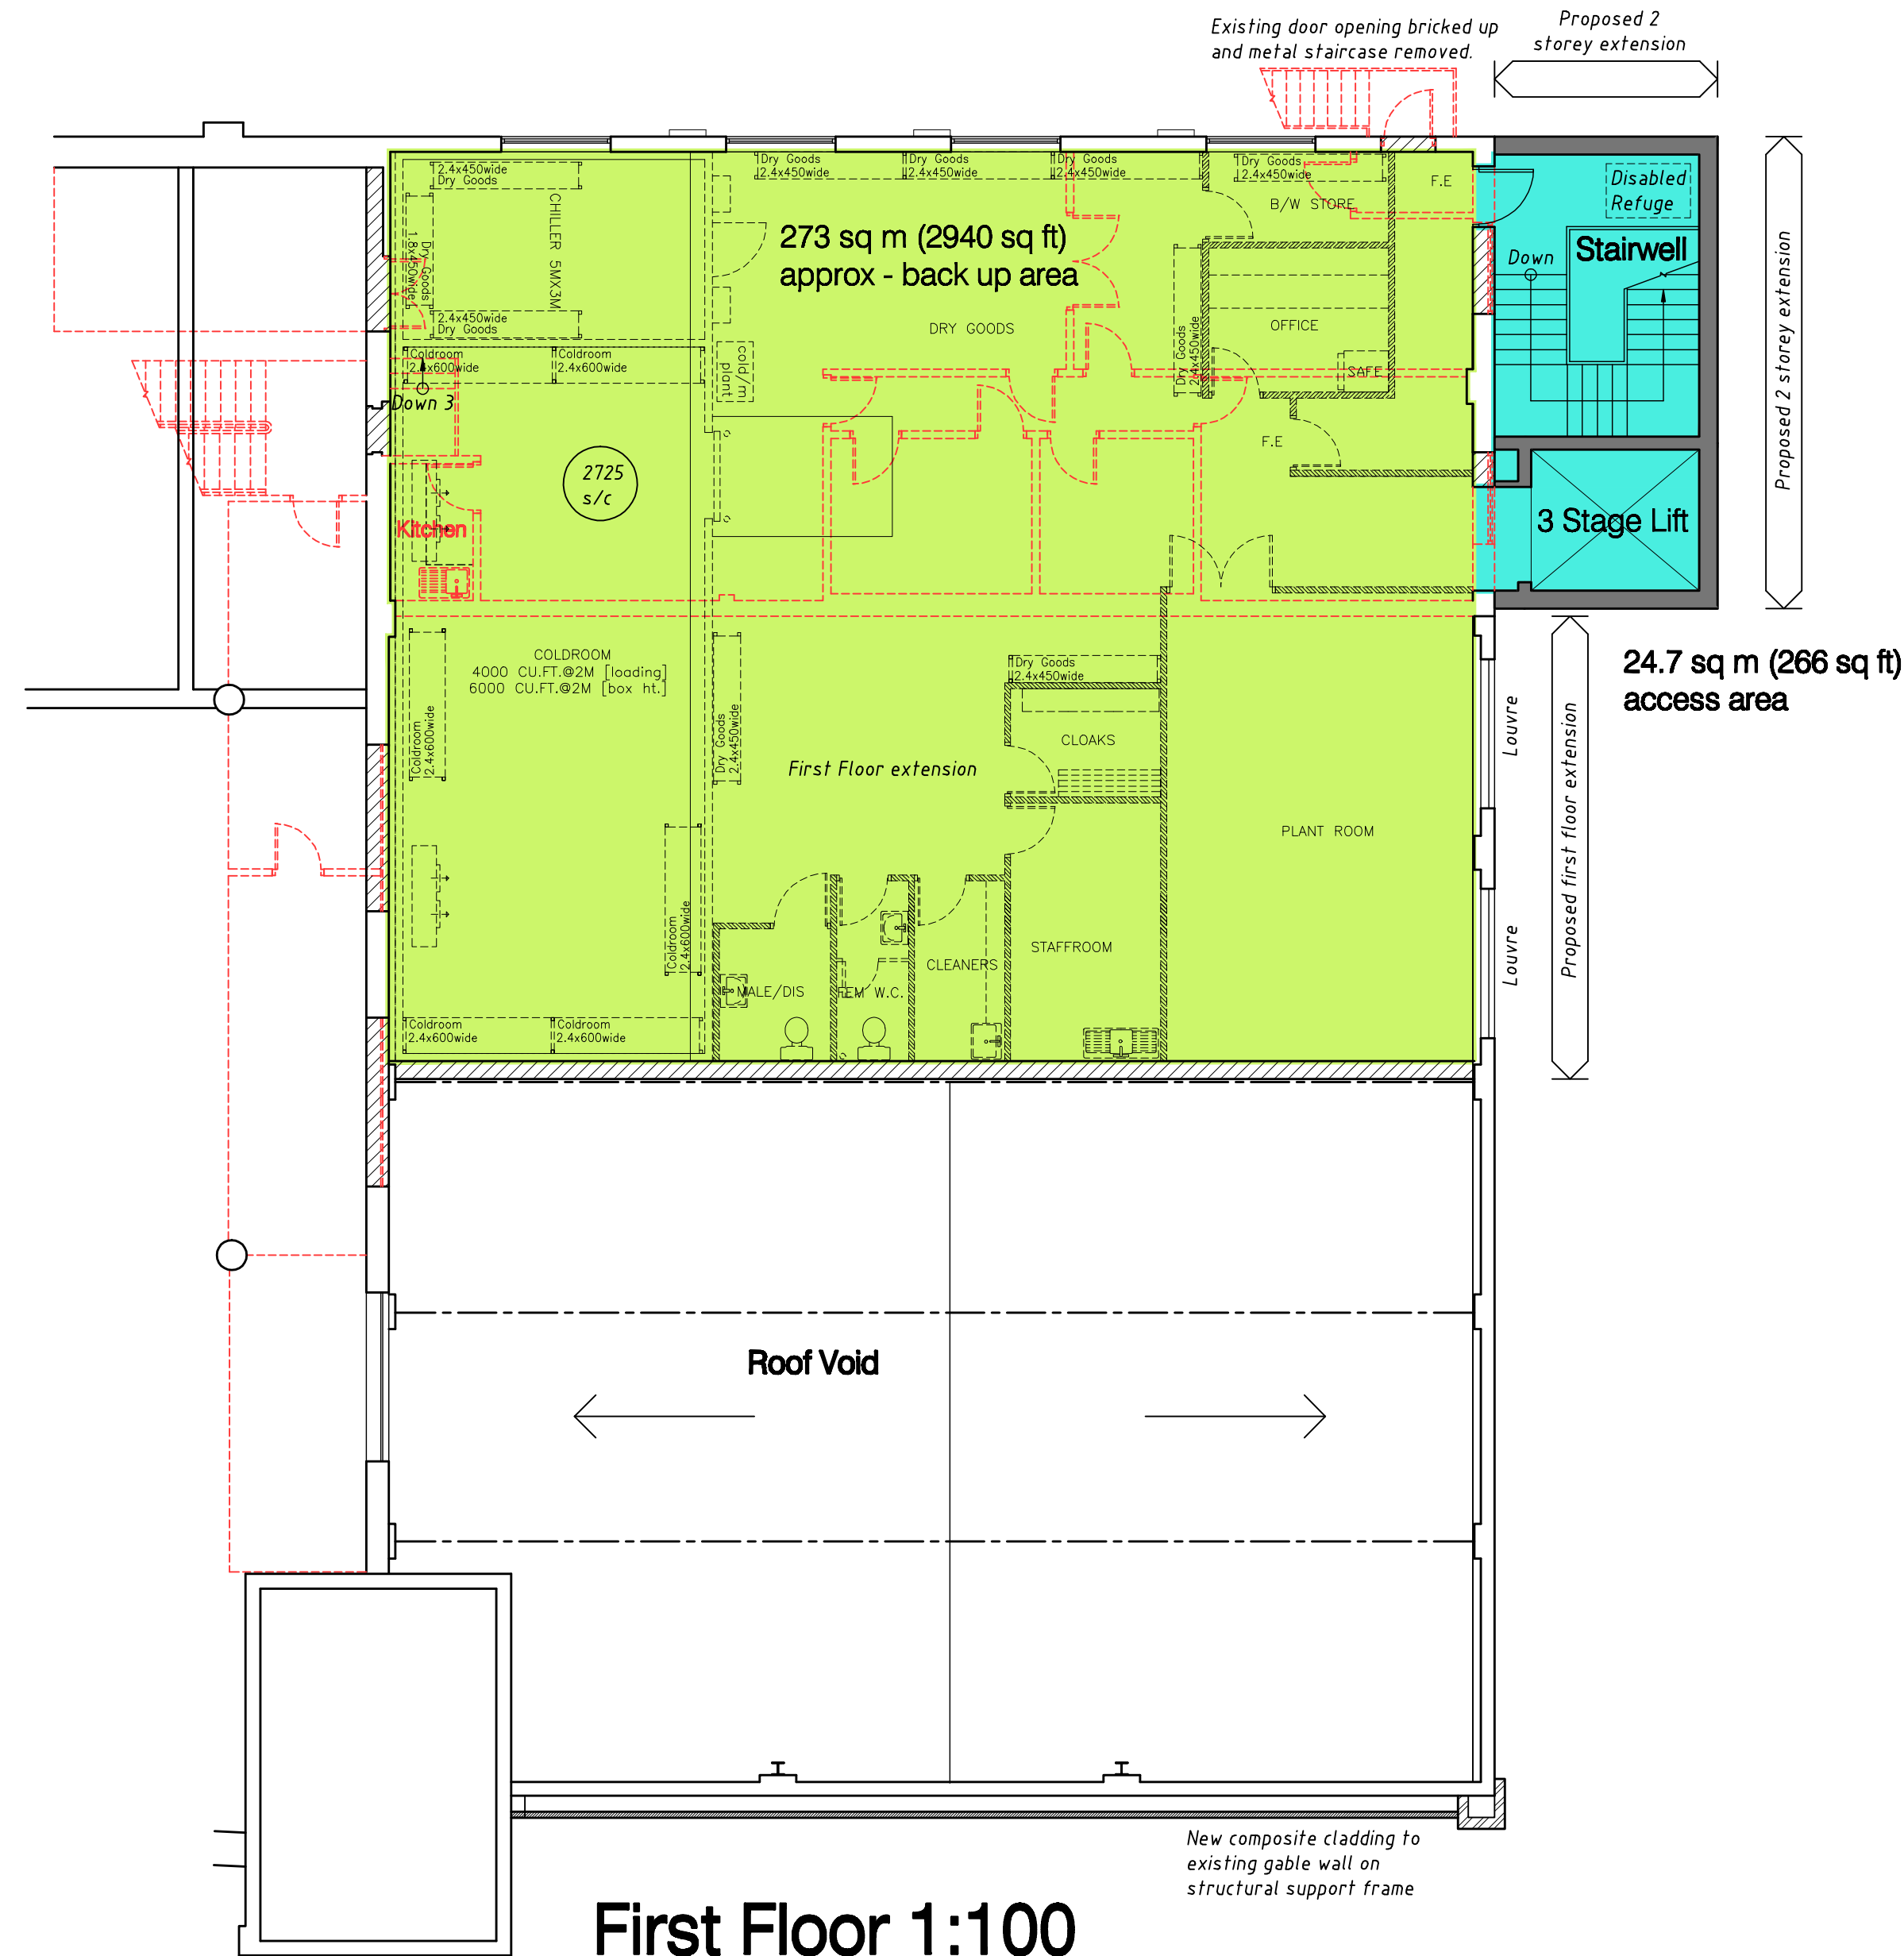 Existing door opening bricked up
and metal staircase removed.
Proposed 2
storey extension
2.4x450wide
Dry Goods
Dry Goods
2.4x450wide
Dry Goods
2.4x450wide
Dry Goods
2.4x450wide
Dry Goods
2.4x450wide
F.E
B/W STORE
Disabled
Refuge
CHILLER 5MX3M
Dry Goods
1.8x450wide
273 sq m (2940 sq ft)
approx - back up area
Down
Stairwell
2.4x450wide
Dry Goods
DRY GOODS
Dry Goods
2.4x450wide
OFFICE
SAFE
Proposed 2 storey extension
Coldroom
2.4x600wide
Coldroom
2.4x600wide
cold/m
plant
Down 3
F.E
2725
s/c
Kitchen
3 Stage Lift
COLDROOM
4000 CU.FT.@2M [loading]
6000 CU.FT.@2M [box ht.]
Dry Goods
2.4x450wide
24.7 sq m (266 sq ft)
access area
Coldroom
2.4x600wide
Dry Goods
2.4x450wide
CLOAKS
Louvre
First Floor extension
PLANT ROOM
Proposed first floor extension
Coldroom
2.4x600wide
STAFFROOM
Louvre
CLEANERS
MALE/DIS
FEM W.C.
Coldroom
2.4x600wide
Coldroom
2.4x600wide
Roof Void
New composite cladding to
existing gable wall on
structural support frame
First Floor 1:100